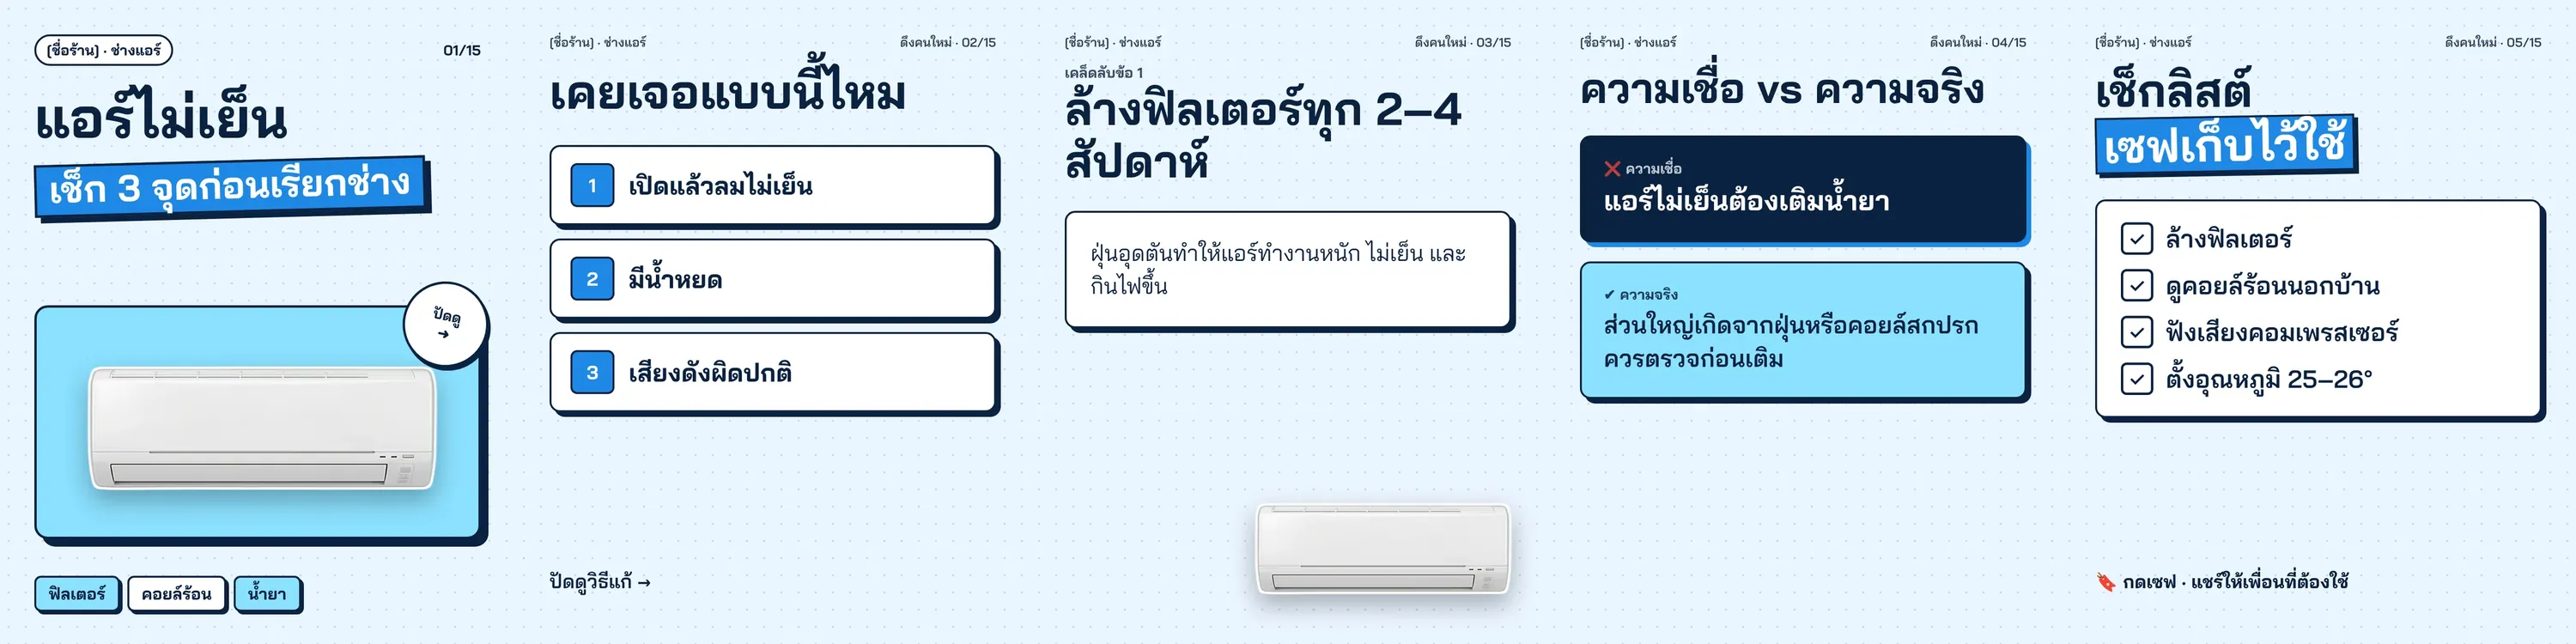 (ชื่อร้าน) · ช่างแอร์
01/15
แอร์ไม่เย็น
เช็ก 3 จุดก่อนเรียกช่าง
ปัดดู
→
ฟิลเตอร์
คอยล์ร้อน
น้ำยา
(ชื่อร้าน) · ช่างแอร์
ดึงคนใหม่ · 02/15
เคยเจอแบบนี้ไหม
1 เปิดแล้วลมไม่เย็น
2 มีน้ำหยด
3 เสียงดังผิดปกติ
ปัดดูวิธีแก้ →
(ชื่อร้าน) · ช่างแอร์
ดึงคนใหม่ · 03/15
เคล็ดลับข้อ 1
ล้างฟิลเตอร์ทุก 2–4
สัปดาห์
ฝุ่นอุดตันทำให้แอร์ทำงานหนัก ไม่เย็น และ
กินไฟขึ้น
(ชื่อร้าน) · ช่างแอร์
ดึงคนใหม่ · 04/15
ความเชื่อ vs ความจริง
❌ ความเชื่อ
แอร์ไม่เย็นต้องเติมน้ำยา
✔ ความจริง
ส่วนใหญ่เกิดจากฝุ่นหรือคอยล์สกปรก
ควรตรวจก่อนเติม
(ชื่อร้าน) · ช่างแอร์
ดึงคนใหม่ · 05/15
เช็กลิสต์
เซฟเก็บไว้ใช้
ล้างฟิลเตอร์
ดูคอยล์ร้อนนอกบ้าน
ฟังเสียงคอมเพรสเซอร์
ตั้งอุณหภูมิ 25–26°
🔖 กดเซฟ · แชร์ให้เพื่อนที่ต้องใช้